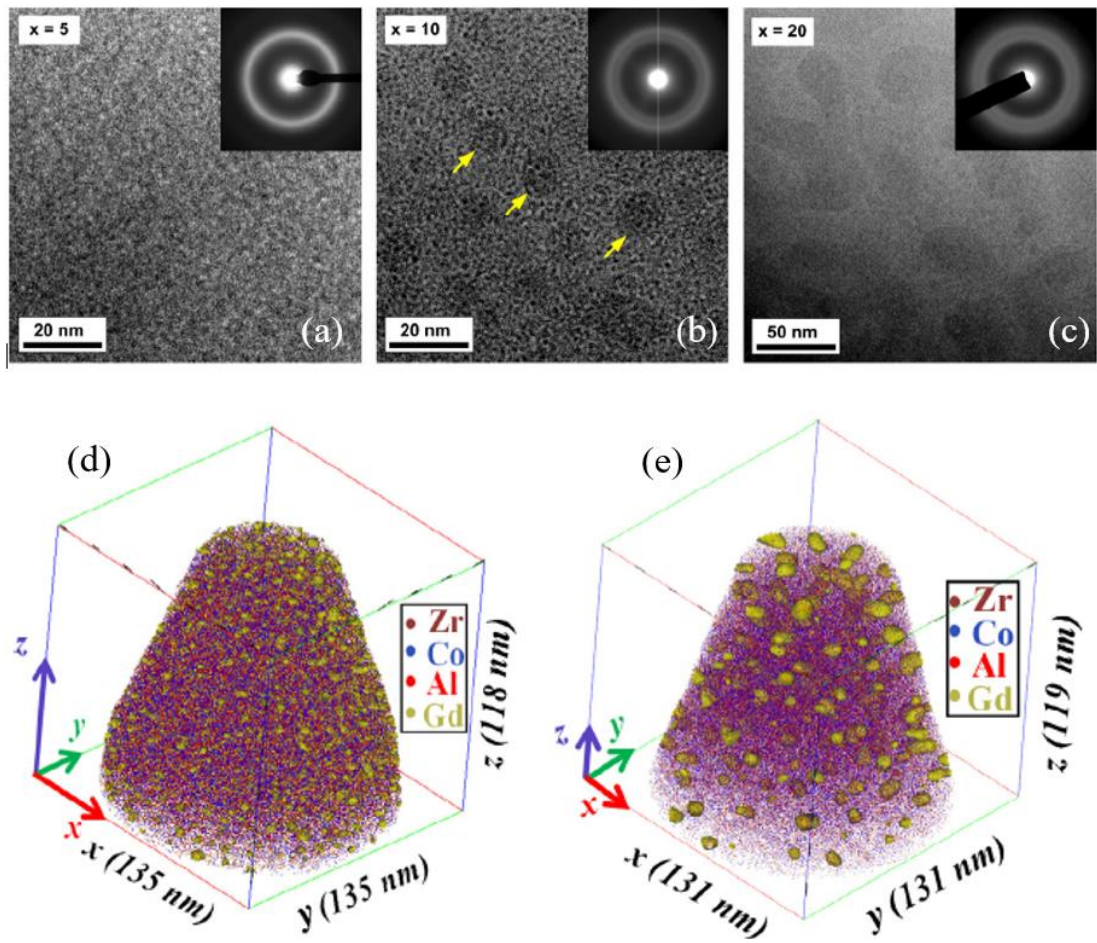 x = 5
20 nm
(a)
x = 10
20 nm
(b)
x = 20
50 nm
(c)
(d)
z
y
x
Zr
Co
Al
Gd
x (135 nm)
y (135 nm)
z (118 nm)
(e)
z
y
x
Zr
Co
Al
Gd
x (131 nm)
y (131 nm)
z (119 nm)